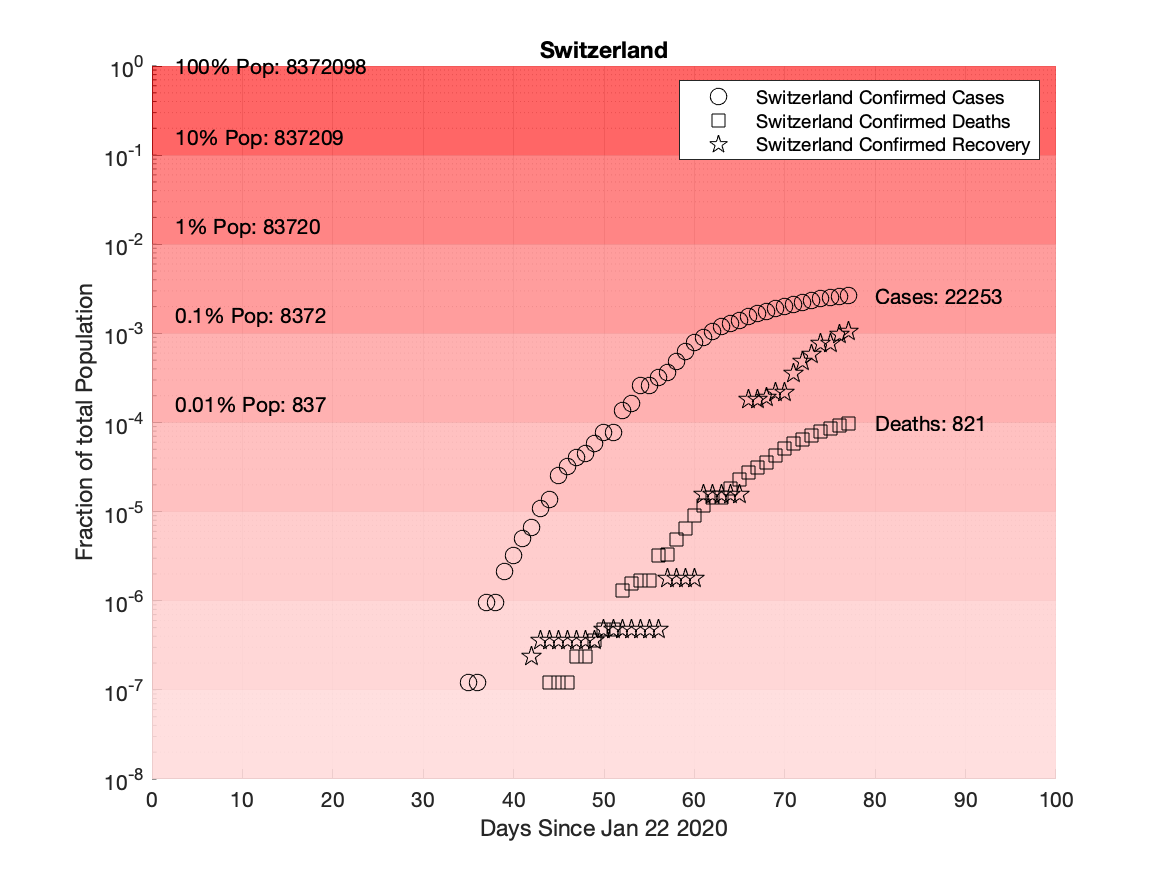 Switzerland
10^0
100% Pop: 8372098
Switzerland Confirmed Cases
Switzerland Confirmed Deaths
Switzerland Confirmed Recovery
10% Pop: 837209
10^-1
1% Pop: 83720
10^-2
Cases: 22253
0.1% Pop: 8372
10^-3
0.01% Pop: 837
10^-4
Deaths: 821
10^-5
10^-6
10^-7
10^-8
Fraction of total Population
0 10 20 30 40 50 60 70 80 90 100
Days Since Jan 22 2020